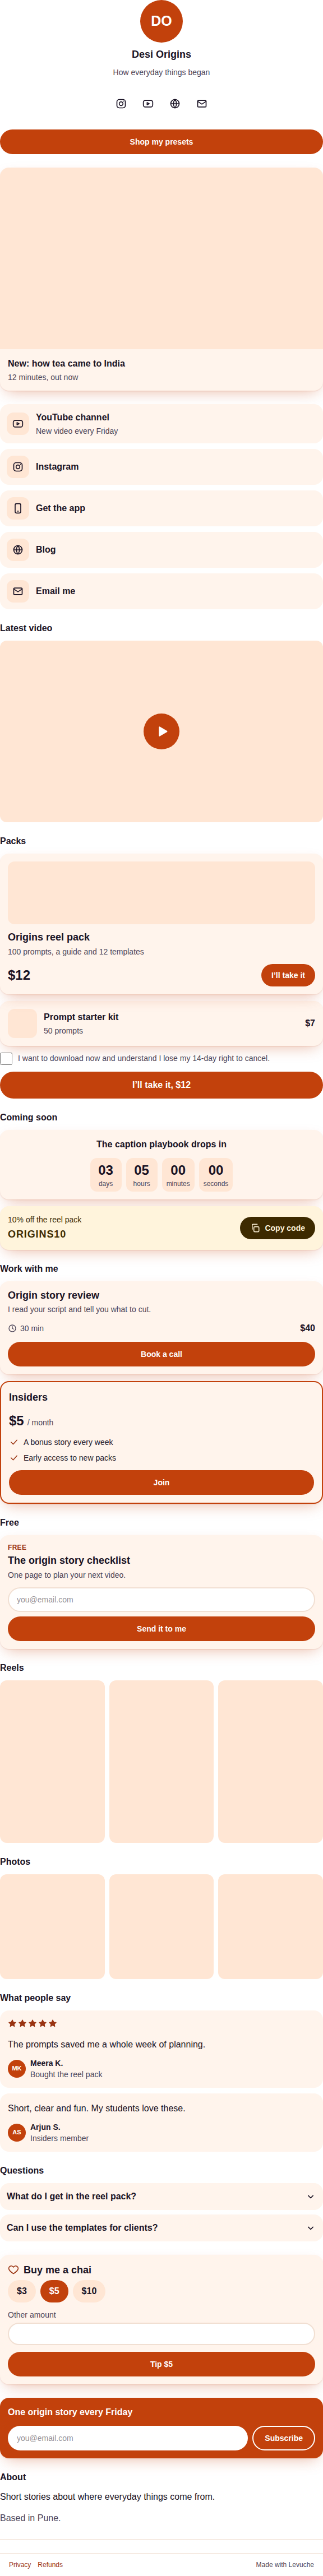 DO
Desi Origins
How everyday things began
Shop my presets
New: how tea came to India
12 minutes, out now
YouTube channel
New video every Friday
Instagram
Get the app
Blog
Email me
Latest video
Packs
Origins reel pack
100 prompts, a guide and 12 templates
$12
I'll take it
Prompt starter kit
50 prompts
$7
I want to download now and understand I lose my 14-day right to cancel.
I'll take it, $12
Coming soon
The caption playbook drops in
03 05 00 00
days hours minutes seconds
10% off the reel pack
ORIGINS10
Copy code
Work with me
Origin story review
I read your script and tell you what to cut.
30 min
$40
Book a call
Insiders
$5 / month
A bonus story every week
Early access to new packs
Join
Free
FREE
The origin story checklist
One page to plan your next video.
you@email.com
Send it to me
Reels
Photos
What people say
The prompts saved me a whole week of planning.
MK
Meera K.
Bought the reel pack
Short, clear and fun. My students love these.
AS
Arjun S.
Insiders member
Questions
What do I get in the reel pack?
Can I use the templates for clients?
Buy me a chai
$3 $5 $10
Other amount
Tip $5
One origin story every Friday
you@email.com
Subscribe
About
Short stories about where everyday things come from.
Based in Pune.
Privacy Refunds
Made with Levuche